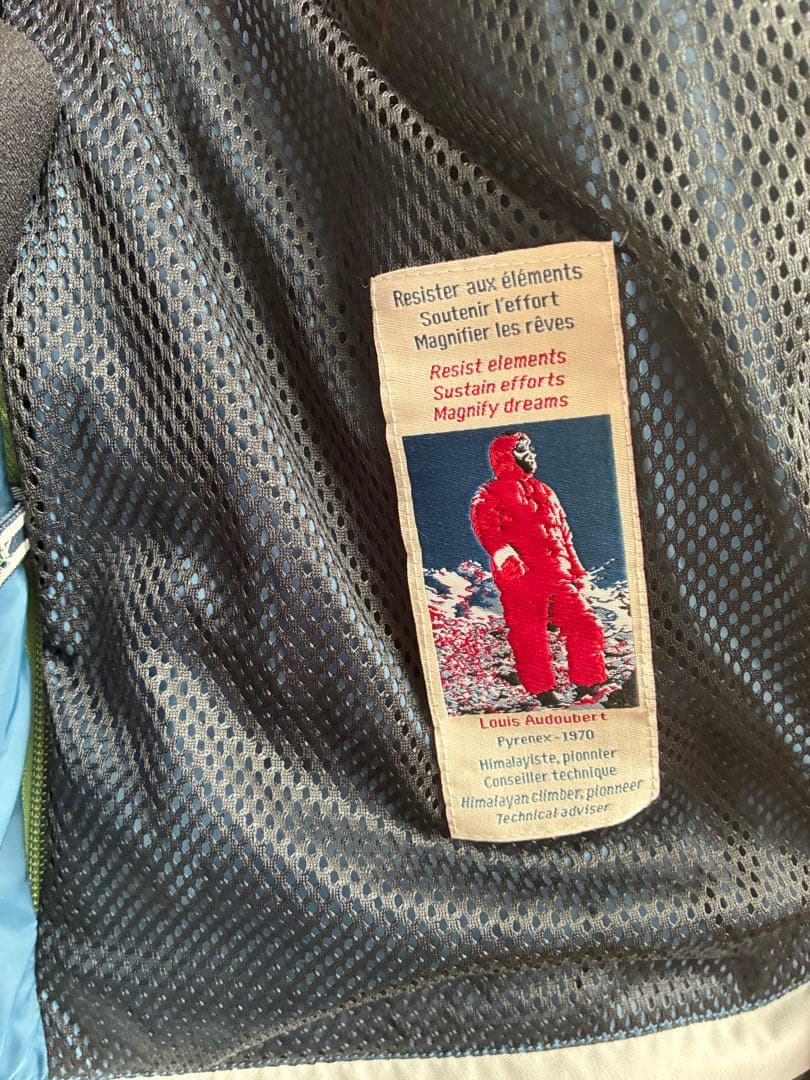 Resister aux éléments
Soutenir l'effort
Magnifier les rêves
Resist elements
Sustain efforts
Magnify dreams
Louis Audoubert
Pyrenex-1970
Himalayiste, pionnier
Conseiller technique
Himalayan climber, pionneer
Technical adviser